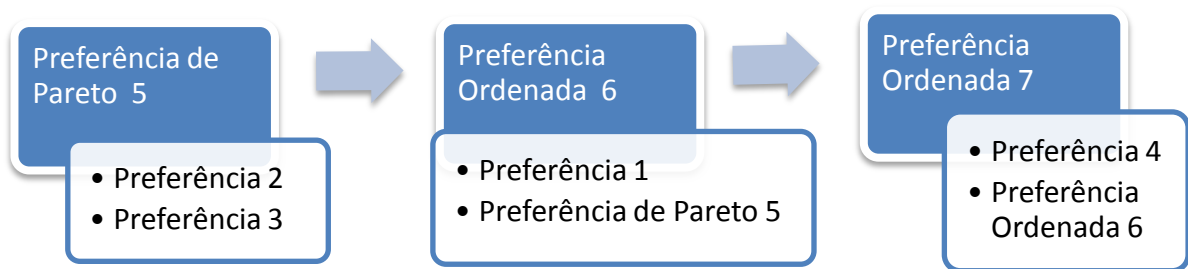 Preferência de
Pareto 5
• Preferência 2
• Preferência 3
Preferência
Ordenada 6
• Preferência 1
• Preferência de Pareto 5
Preferência
Ordenada 7
• Preferência 4
• Preferência
Ordenada 6